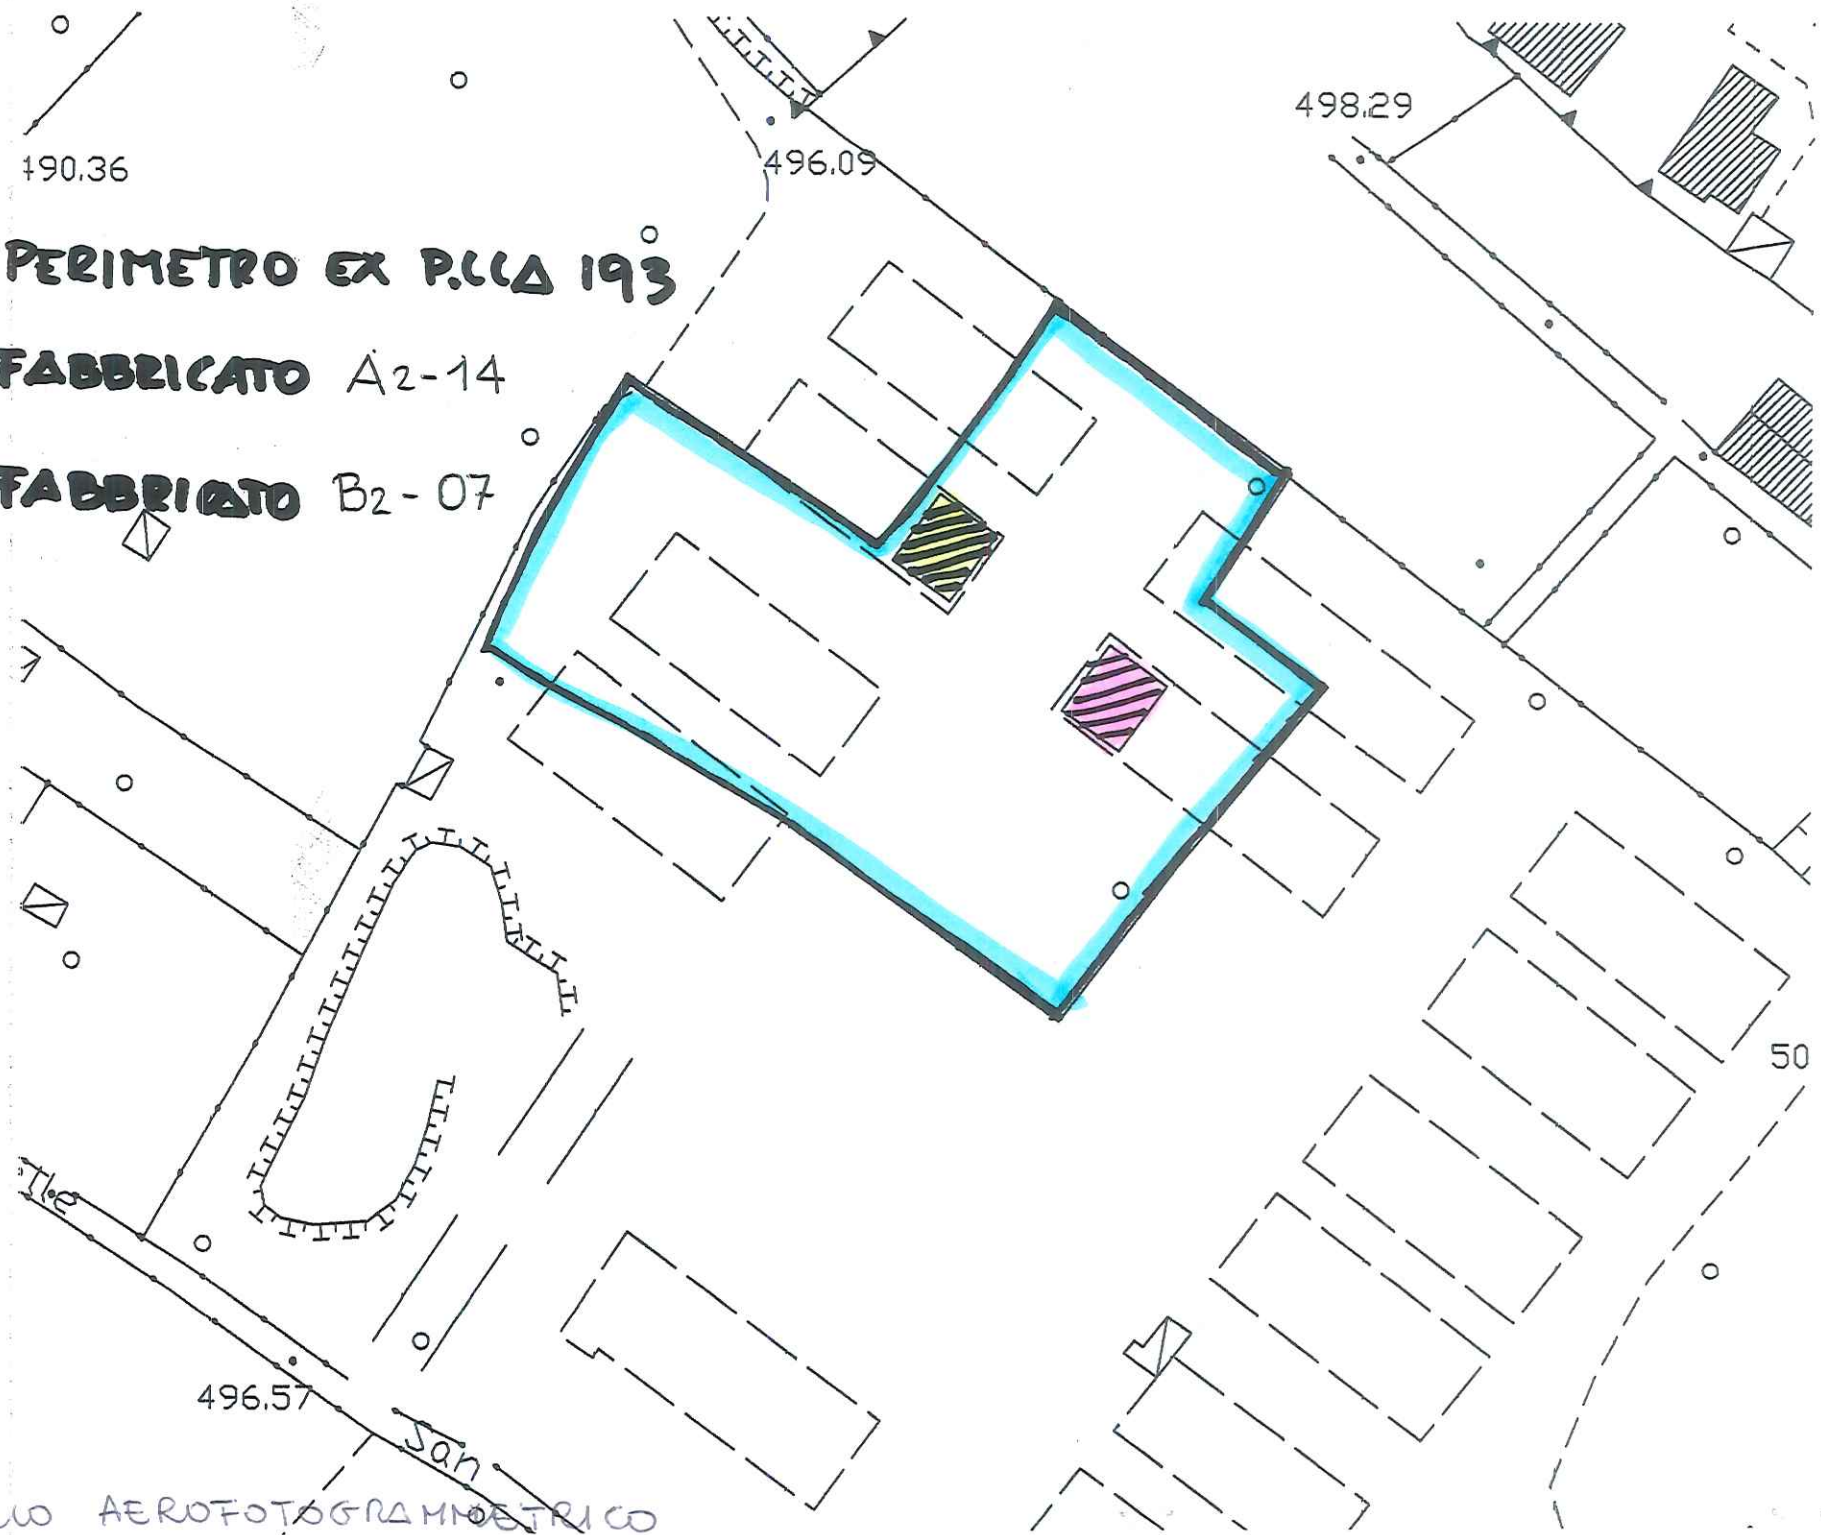 498.29
490.36
496.09
PERIMETRO EX P.LLA 193
FABBRICATO A2-14
FABBRICATO B2-07
50
496.57
San
AEROFOTOGRAMMETRICO